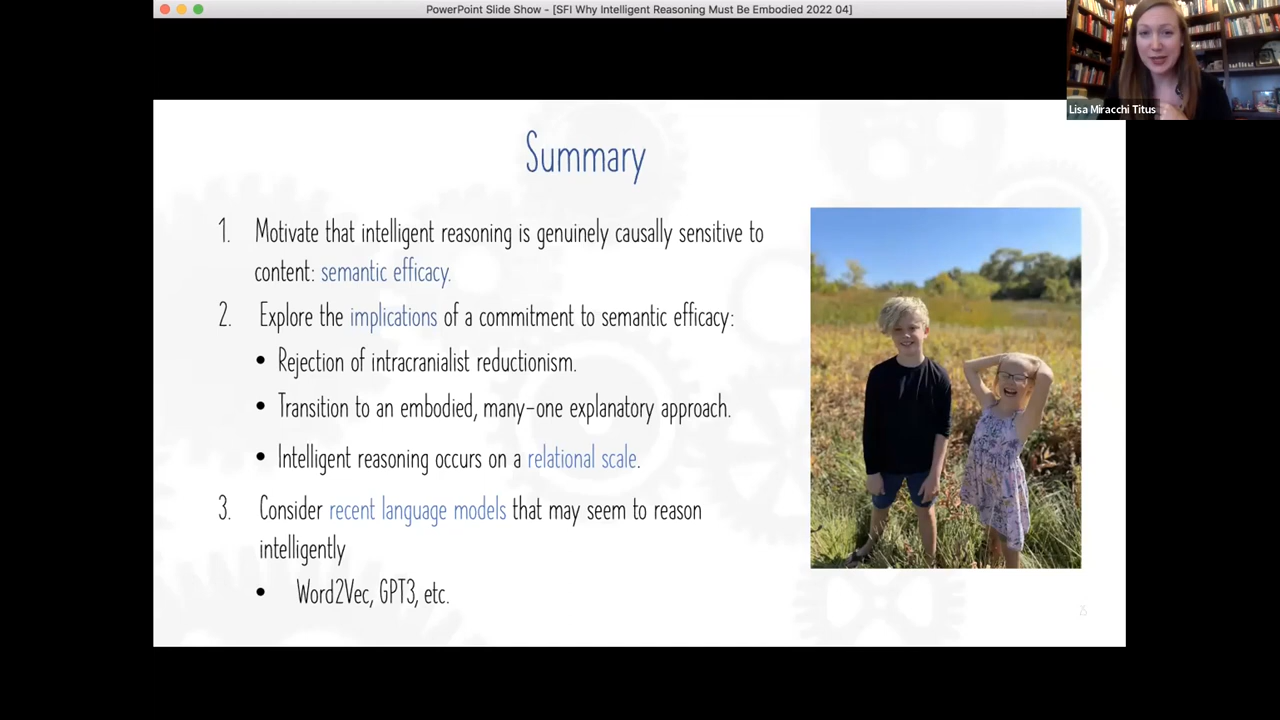 PowerPoint Slide Show - [SFI Why Intelligent Reasoning Must Be Embodied 2022 04]
Lisa Miracchi Titus
Summary
1. Motivate that intelligent reasoning is genuinely causally sensitive to
content: semantic efficacy.
2. Explore the implications of a commitment to semantic efficacy:
• Rejection of intracranialist reductionism.
• Transition to an embodied, many-one explanatory approach.
• Intelligent reasoning occurs on a relational scale.
3. Consider recent language models that may seem to reason
intelligently
• Word2Vec, GPT3, etc.